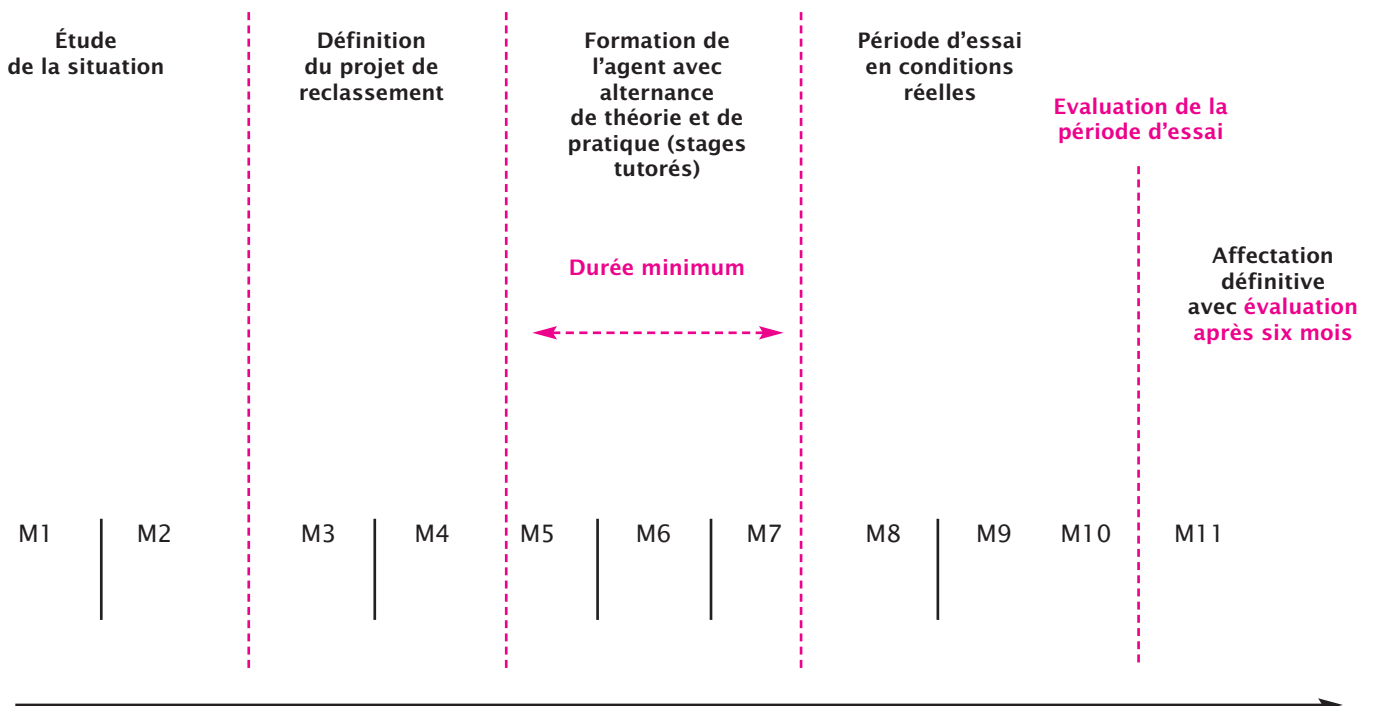 Étude
de la situation
Définition
du projet de
reclassement
Formation de
l'agent avec
alternance
de théorie et de
pratique (stages
tutorés)
Période d'essai
en conditions
réelles
Evaluation de la
période d'essai
Durée minimum
Affectation
définitive
avec évaluation
après six mois
M1 M2 M3 M4 M5 M6 M7 M8 M9 M10 M11